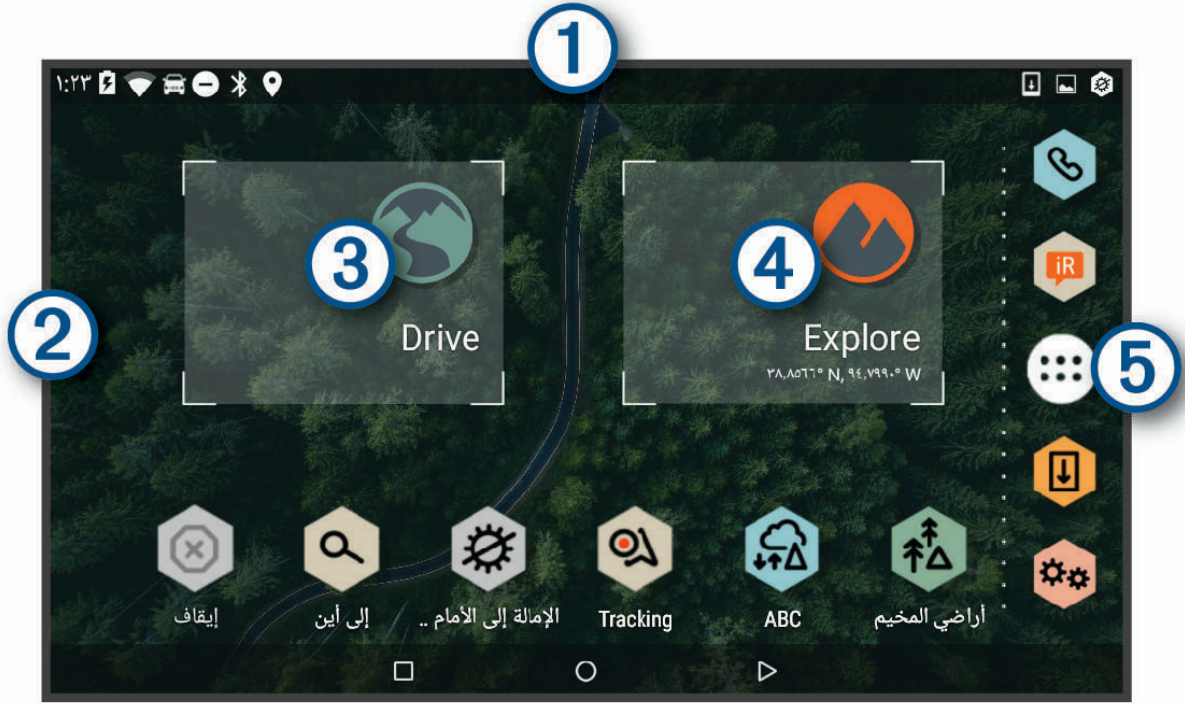 1
١:٢٣
iR
2
3
Drive
4
Explore
٣٨,٨٥٦٦° N, ٩٤,٧٩٩٠° W
5
أراضي المخيم
ABC
Tracking
الإمالة إلى الأمام ..
إلى أين
إيقاف